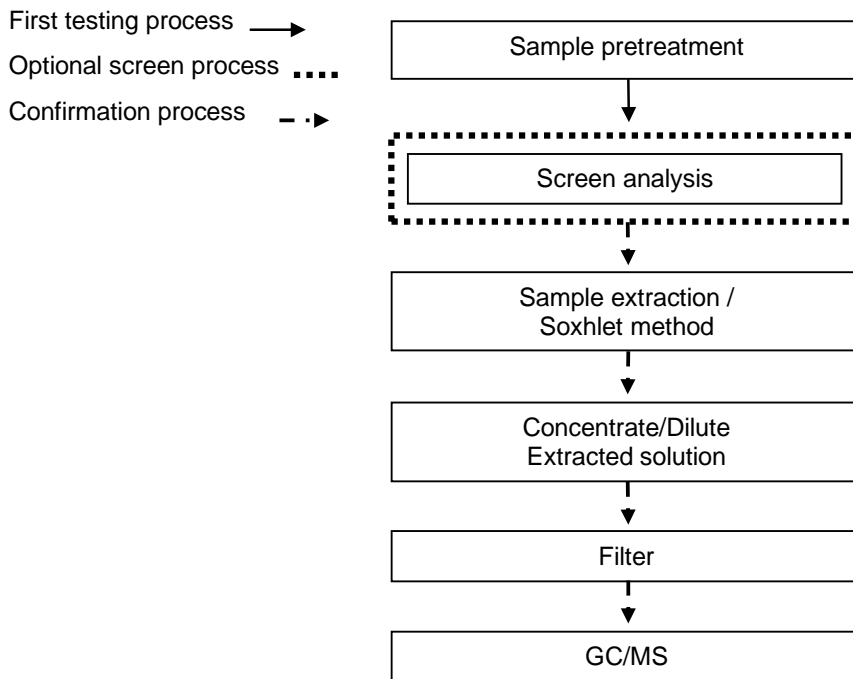 First testing process
Optional screen process
Confirmation process
Sample pretreatment
Screen analysis
Sample extraction /
Soxhlet method
Concentrate/Dilute
Extracted solution
Filter
GC/MS